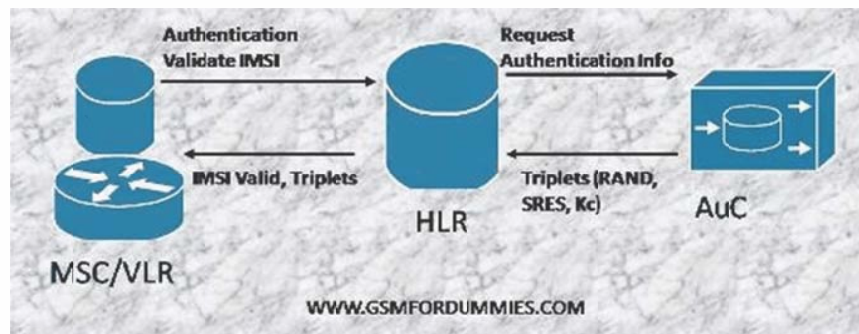 Authentication
Validate IMSI
Request
Authentication Info
IMSI Valid, Triplets
Triplets (RAND,
SRES, Kc)
HLR
AuC
MSC/VLR
WWW.GSMFORDUMMIES.COM